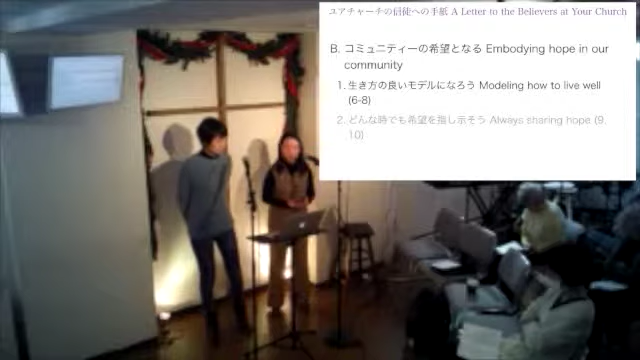 ユアチャーチの信徒への手紙 A Letter to the Believers at Your Church
B. コミュニティーの希望となる Embodying hope in our
community
1. 生き方の良いモデルになろう Modeling how to live well
(6-8)
2. どんな時でも希望を指し示そう Always sharing hope (9,
10)